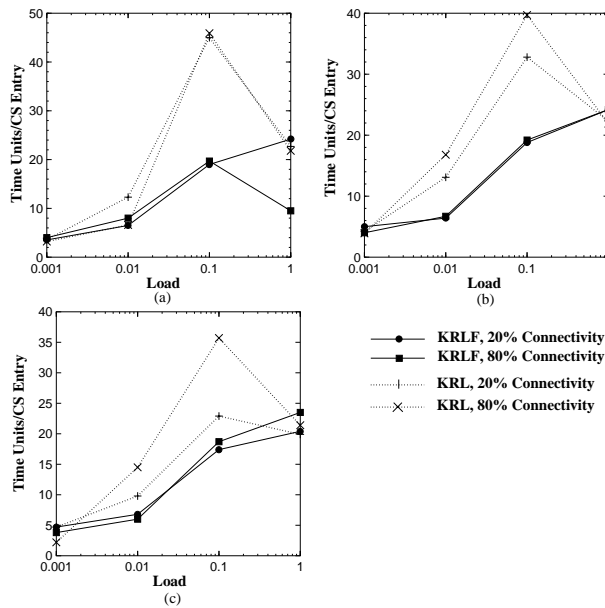 50
40
30
20
10
0
Time Units/CS Entry
0.001
0.01
0.1
1
Load
(a)
40
30
20
10
0
Time Units/CS Entry
0.001
0.01
0.1
Load
(b)
40
35
30
25
20
15
10
5
0
Time Units/CS Entry
0.001
0.01
0.1
1
Load
(c)
KRLF, 20% Connectivity
KRLF, 80% Connectivity
KRL, 20% Connectivity
KRL, 80% Connectivity